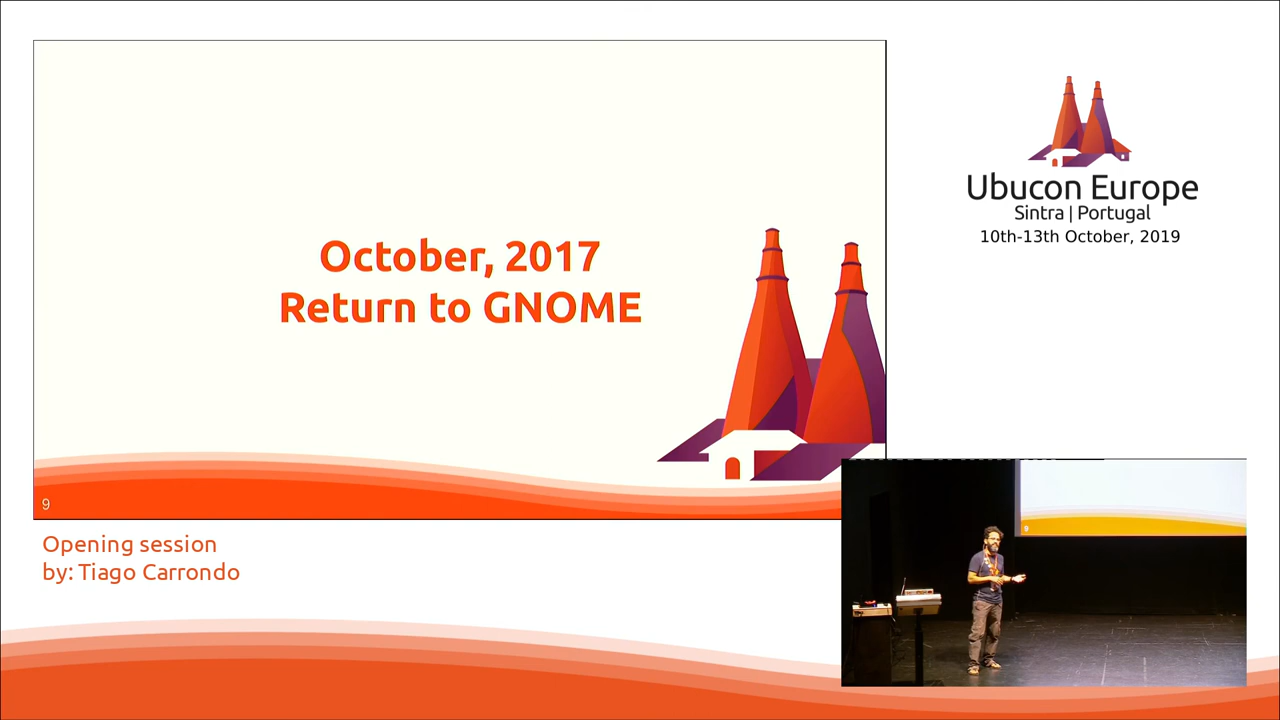 October, 2017
Return to GNOME
9
Ubucon Europe
Sintra | Portugal
10th-13th October, 2019
Opening session
by: Tiago Carrondo
9